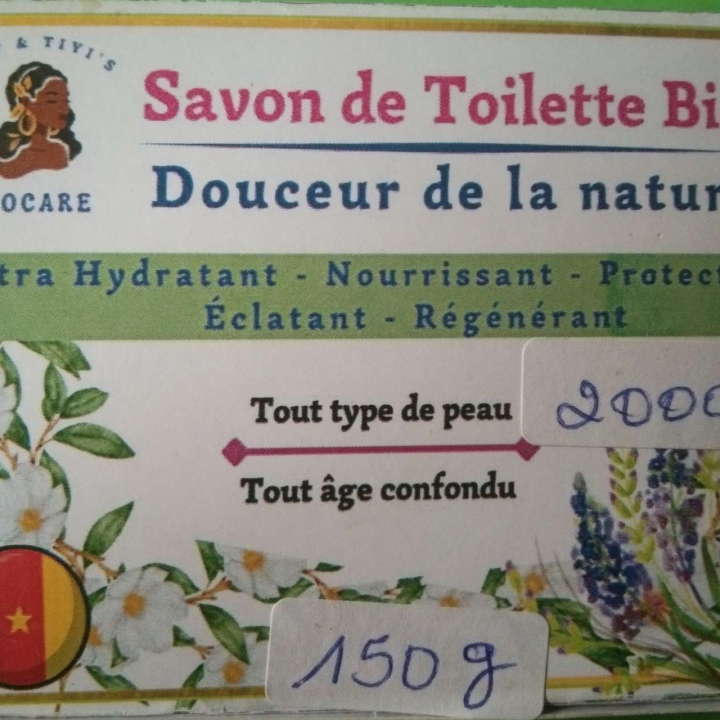 & TIYI'S
OCARE
Savon de Toilette Bi
Douceur de la natur
tra Hydratant - Nourrissant - Protect
Éclatant - Régénérant
Tout type de peau
2000
Tout âge confondu
150 g